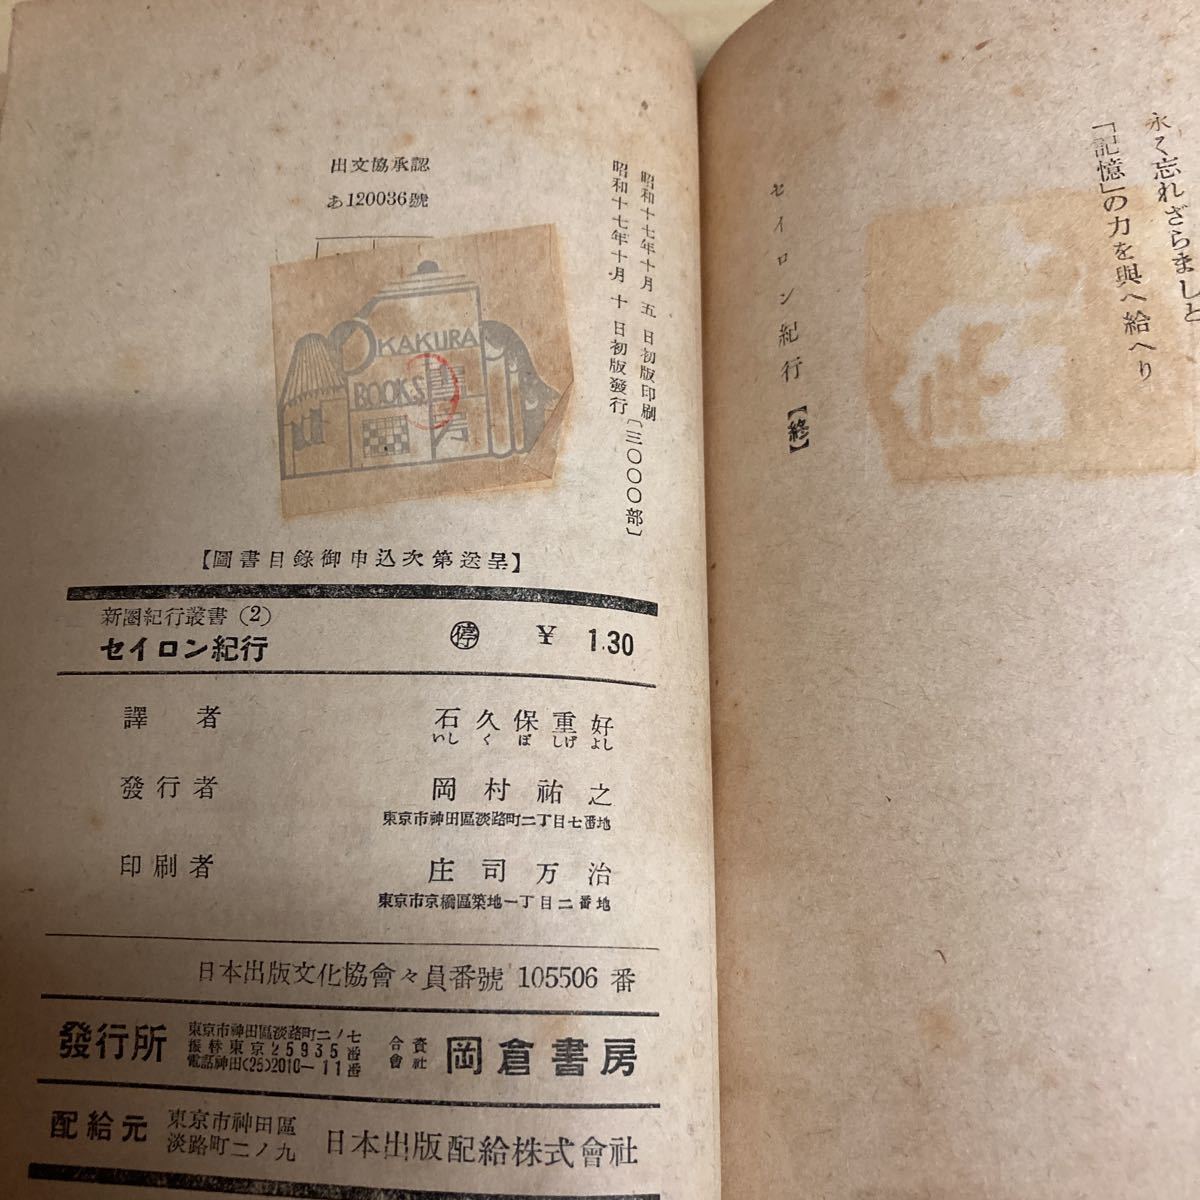 永く忘れざらましと
「記憶」の力を與へ給へり
セイロン紀行【終】
出文協承認
あ120036號
昭和十七年十月五日初版印刷
昭和十七年十月十日初版發行〔三〇〇〇部〕
OKAKURA
BOOKS
書房
【圖書目錄御申込次第送呈】
新圏紀行叢書(2)
セイロン紀行 ㊡ ¥ 1.30
譯者 石久保重好
いしくぼしげよし
發行者 岡村祐之
東京市神田區淡路町二丁目七番地
印刷者 庄司万治
東京市京橋區築地一丁目二番地
日本出版文化協會々員番號 105506 番
發行所 東京市神田區淡路町二ノ七
振替東京25935番
電話神田(25)2010—11番
合資會社 岡倉書房
配給元 東京市神田區
淡路町二ノ九
日本出版配給株式會社